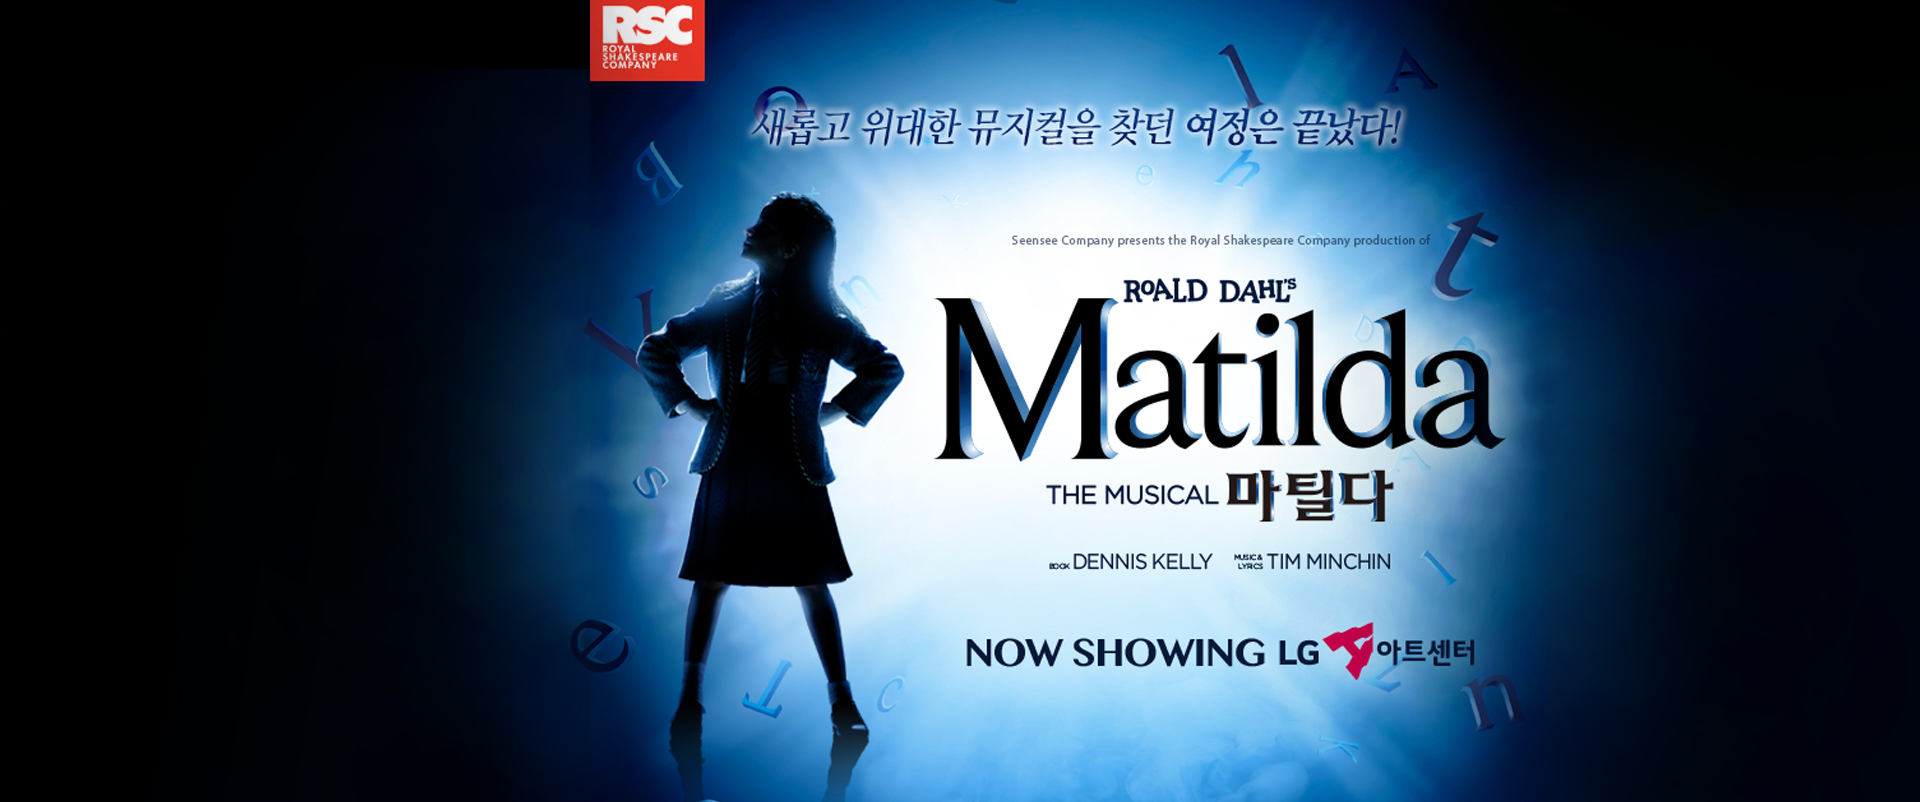 RSC
ROYAL
SHAKESPEARE
COMPANY
새롭고 위대한 뮤지컬을 찾던 여정은 끝났다!
Seensee Company presents the Royal Shakespeare Company production of
ROALD DAHL'S
Matilda
THE MUSICAL 마틸다
BOOK DENNIS KELLY MUSIC & LYRICS TIM MINCHIN
NOW SHOWING LG 아트센터